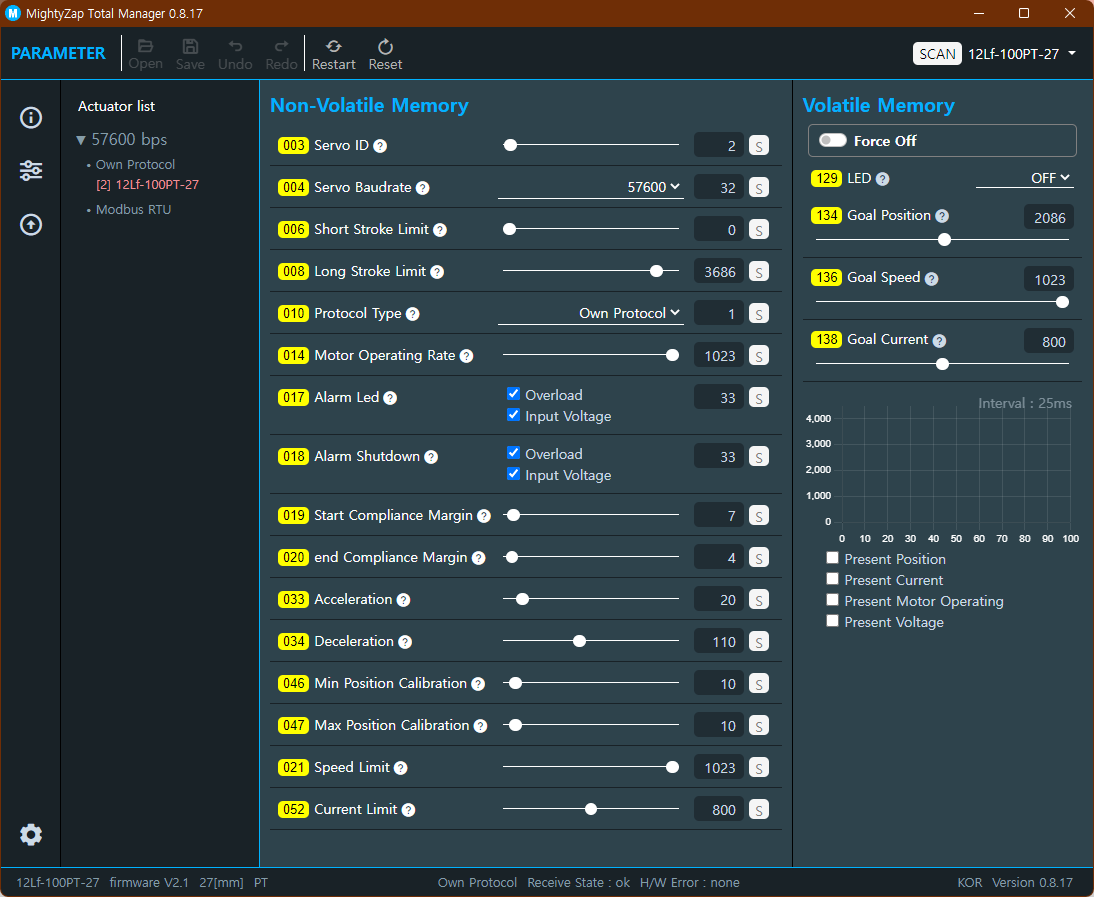 M MightyZap Total Manager 0.8.17
PARAMETER Open Save Undo Redo Restart Reset SCAN 12Lf-100PT-27
Actuator list
57600 bps
Own Protocol
[2] 12Lf-100PT-27
Modbus RTU
Non-Volatile Memory
003 Servo ID ? 2 S
004 Servo Baudrate ? 57600 32 S
006 Short Stroke Limit ? 0 S
008 Long Stroke Limit ? 3686 S
010 Protocol Type ? Own Protocol 1 S
014 Motor Operating Rate ? 1023 S
017 Alarm Led ? Overload 33 S
Input Voltage
018 Alarm Shutdown ? Overload 33 S
Input Voltage
019 Start Compliance Margin ? 7 S
020 end Compliance Margin ? 4 S
033 Acceleration ? 20 S
034 Deceleration ? 110 S
046 Min Position Calibration ? 10 S
047 Max Position Calibration ? 10 S
021 Speed Limit ? 1023 S
052 Current Limit ? 800 S
Volatile Memory
Force Off
129 LED ? OFF
134 Goal Position ? 2086
136 Goal Speed ? 1023
138 Goal Current ? 800
Interval : 25ms
4,000
3,000
2,000
1,000
0
0 10 20 30 40 50 60 70 80 90 100
Present Position
Present Current
Present Motor Operating
Present Voltage
12Lf-100PT-27 firmware V2.1 27[mm] PT Own Protocol Receive State : ok H/W Error : none KOR Version 0.8.17